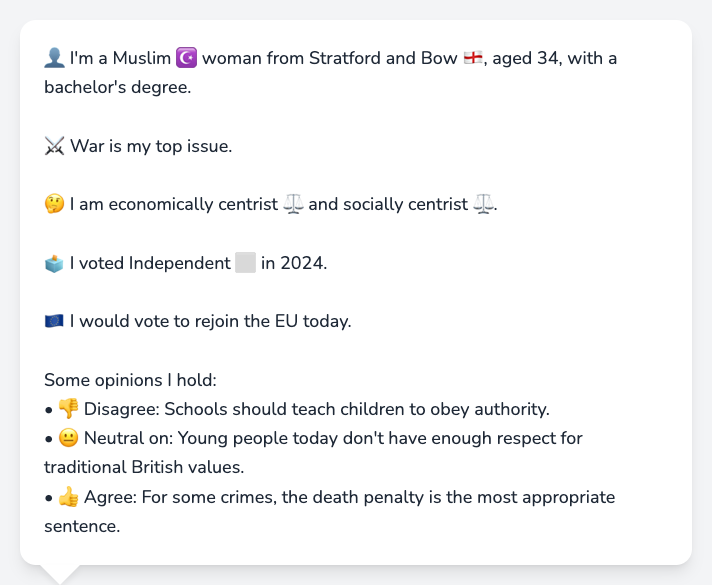 👤 I'm a Muslim ☪️ woman from Stratford and Bow 🏴󠁧󠁢󠁥󠁮󠁧󠁿, aged 34, with a
bachelor's degree.
⚔️ War is my top issue.
🤔 I am economically centrist ⚖️ and socially centrist ⚖️.
🗳️ I voted Independent ⬜ in 2024.
🇪🇺 I would vote to rejoin the EU today.
Some opinions I hold:
• 👎 Disagree: Schools should teach children to obey authority.
• 😐 Neutral on: Young people today don't have enough respect for
traditional British values.
• 👍 Agree: For some crimes, the death penalty is the most appropriate
sentence.